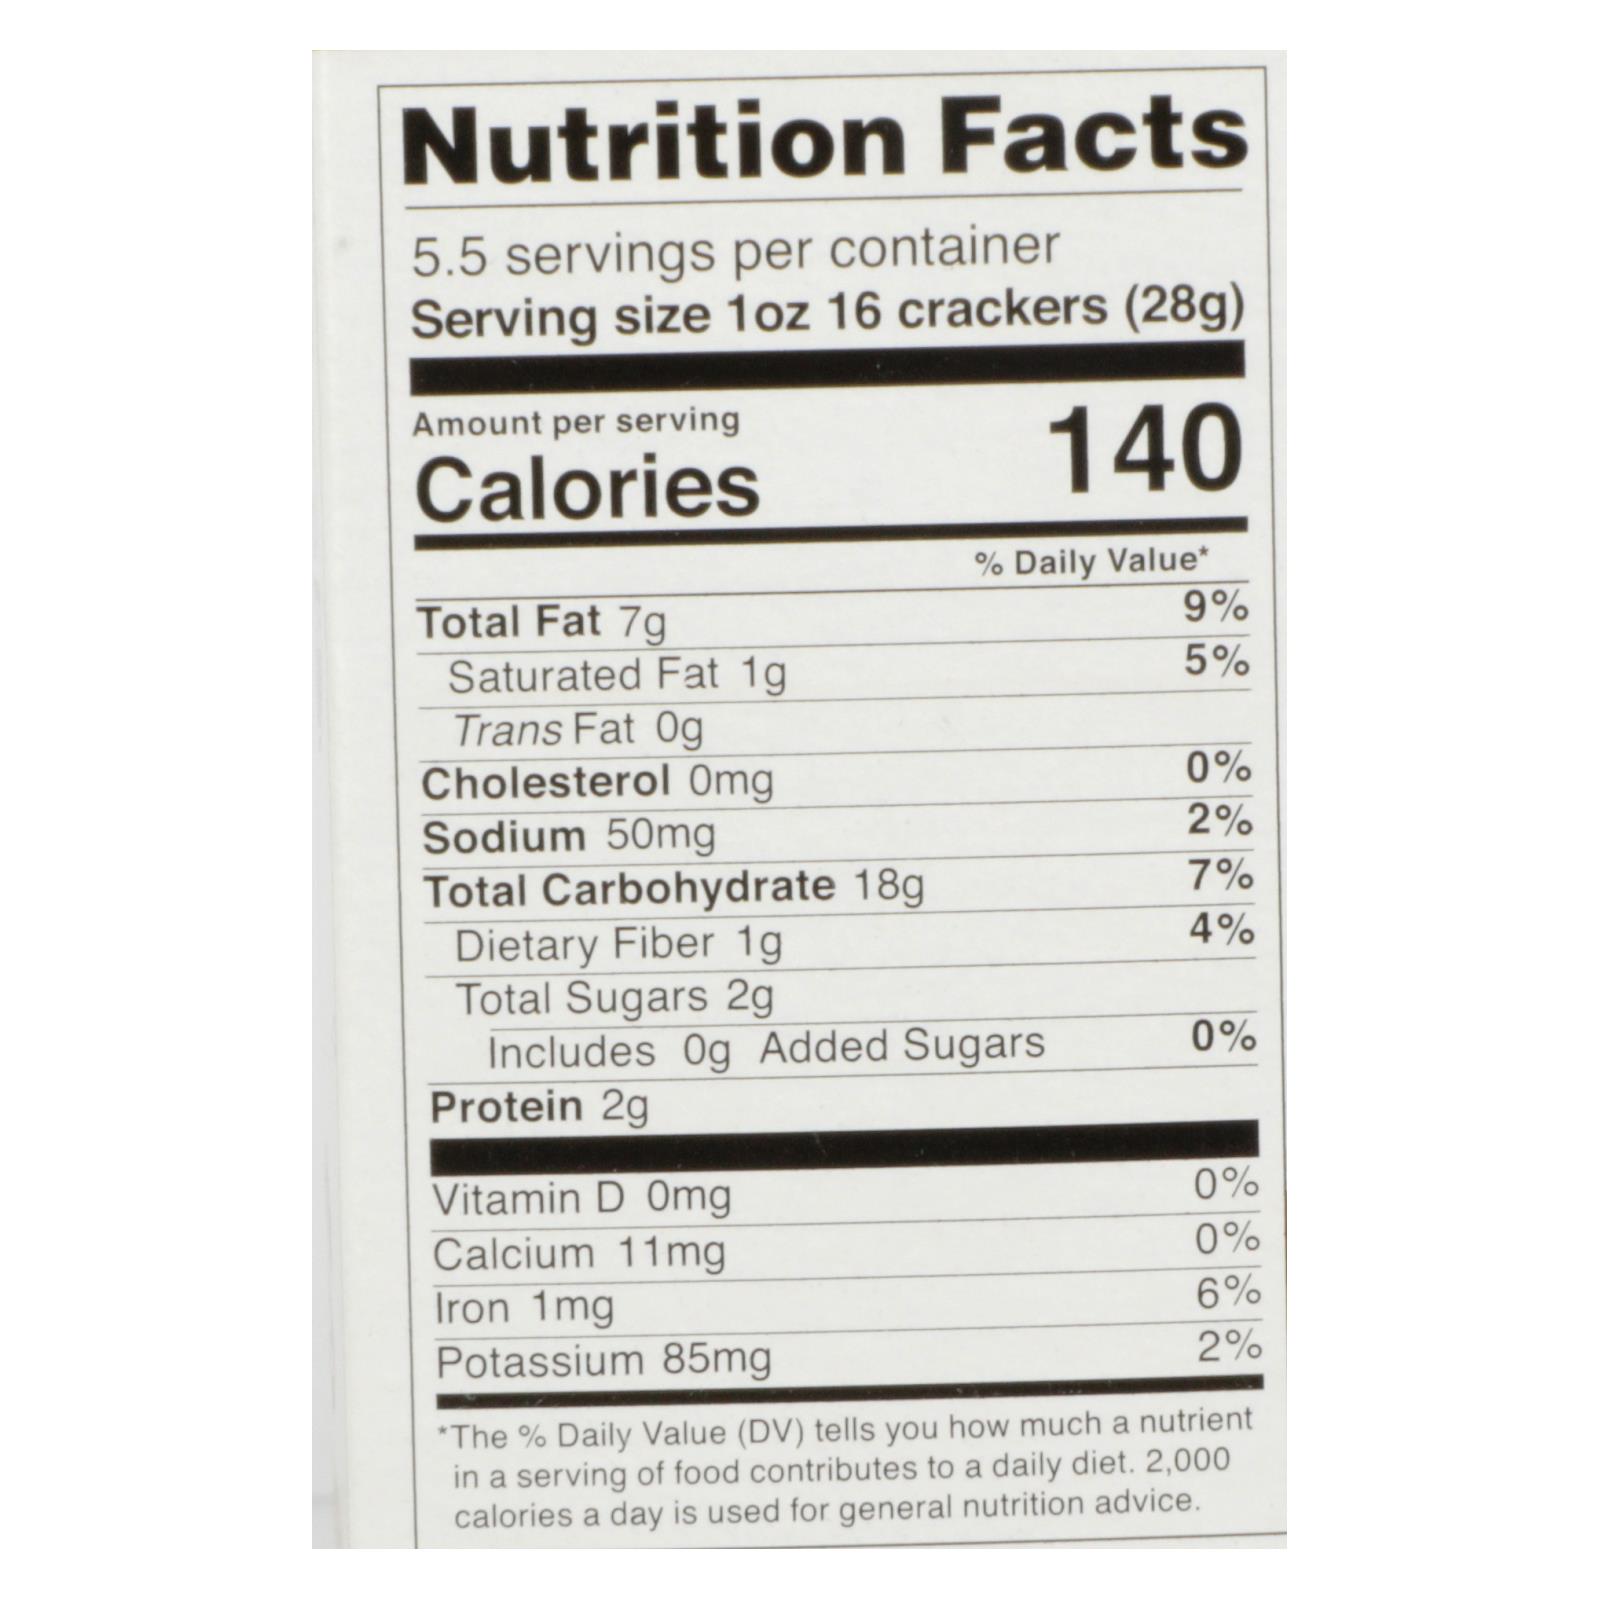 Nutrition Facts
5.5 servings per container
Serving size 1oz 16 crackers (28g)
Amount per serving
Calories 140
% Daily Value*
Total Fat 7g 9%
Saturated Fat 1g 5%
Trans Fat 0g
Cholesterol 0mg 0%
Sodium 50mg 2%
Total Carbohydrate 18g 7%
Dietary Fiber 1g 4%
Total Sugars 2g
Includes 0g Added Sugars 0%
Protein 2g
Vitamin D 0mg 0%
Calcium 11mg 0%
Iron 1mg 6%
Potassium 85mg 2%
*The % Daily Value (DV) tells you how much a nutrient
in a serving of food contributes to a daily diet. 2,000
calories a day is used for general nutrition advice.